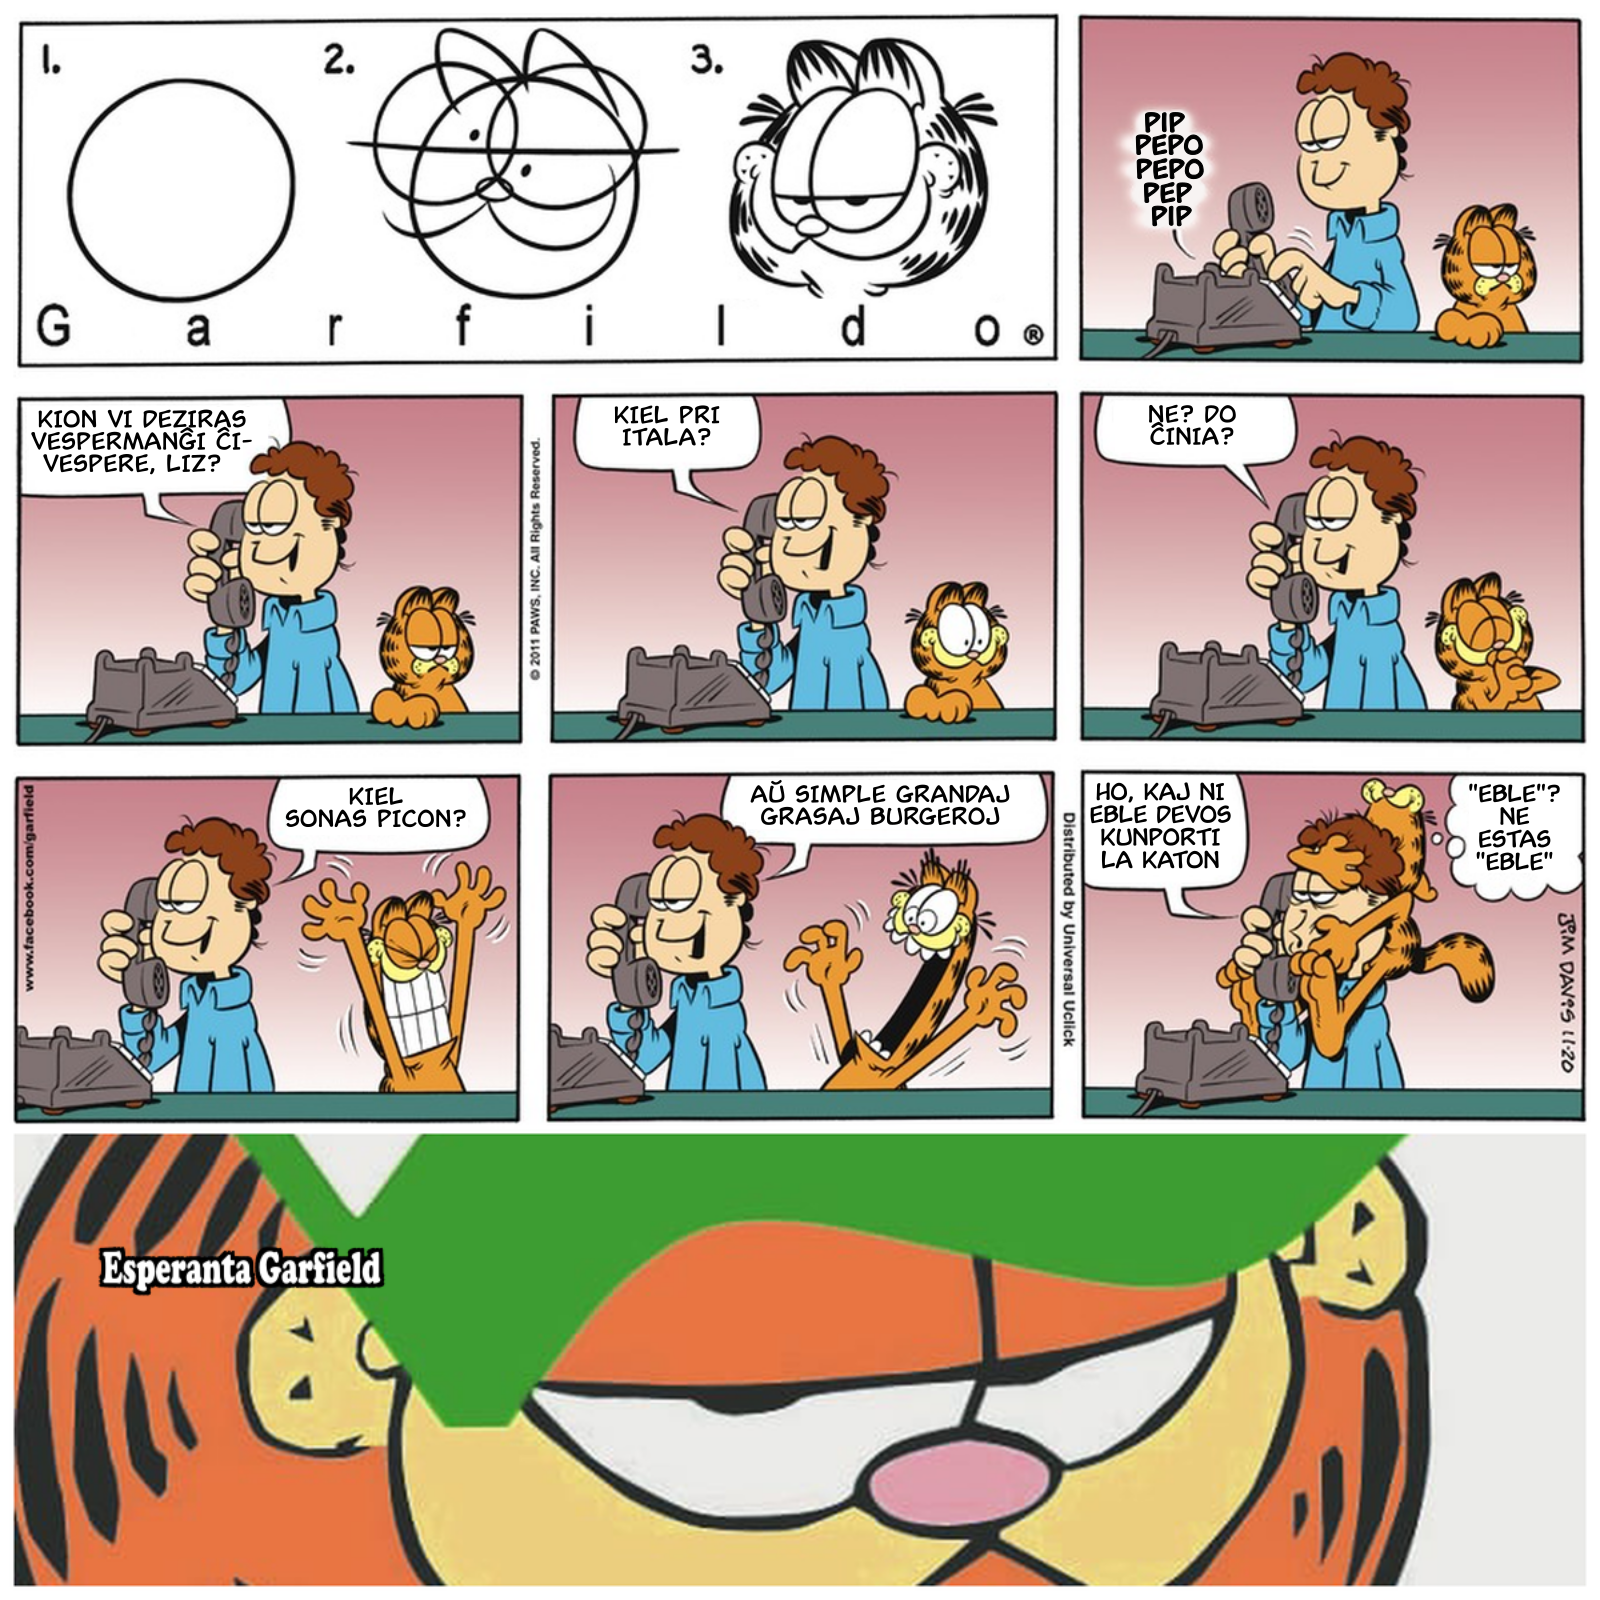 1.
2.
3.
G a r f i l d o ®
PIP
PEPO
PEPO
PEP
PIP
KION VI DEZIRAS
VESPERMANĜI ĈI-
VESPERE, LIZ?
© 2011 PAWS, INC. All Rights Reserved.
KIEL PRI
ITALA?
NE? DO
ĈINIA?
www.facebook.com/garfield
KIEL
SONAS PICON?
AŬ SIMPLE GRANDAJ
GRASAJ BURGEROJ
Distributed by Universal Uclick
HO, KAJ NI
EBLE DEVOS
KUNPORTI
LA KATON
"EBLE"?
NE
ESTAS
"EBLE"
JIM DAVIS 11·20
Esperanta Garfield